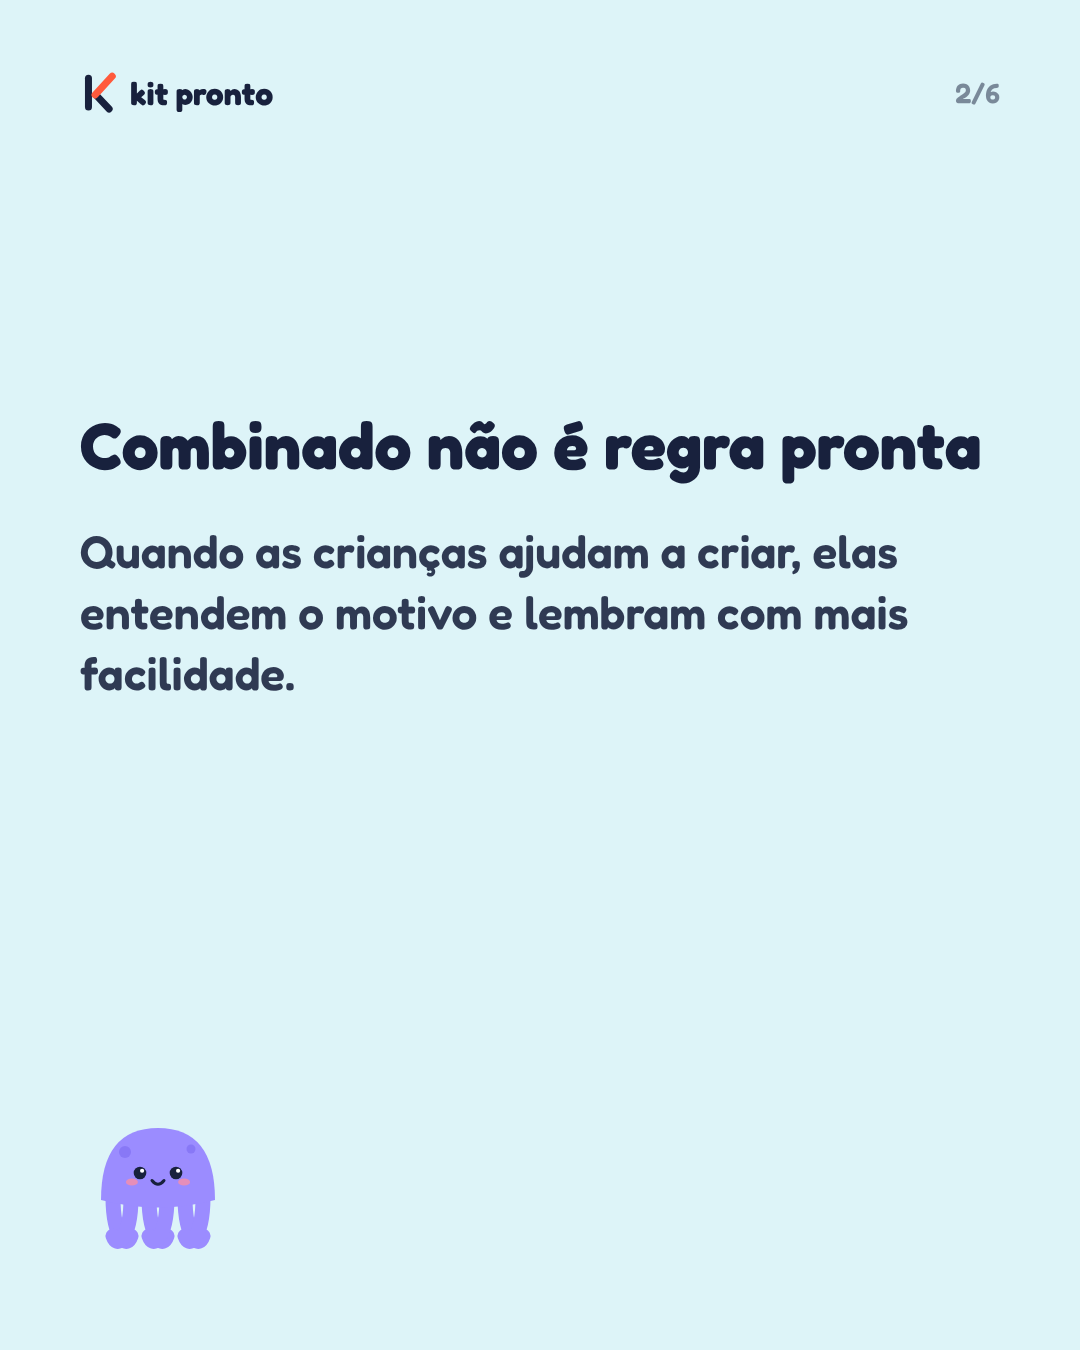 kit pronto
2/6
Combinado não é regra pronta
Quando as crianças ajudam a criar, elas
entendem o motivo e lembram com mais
facilidade.